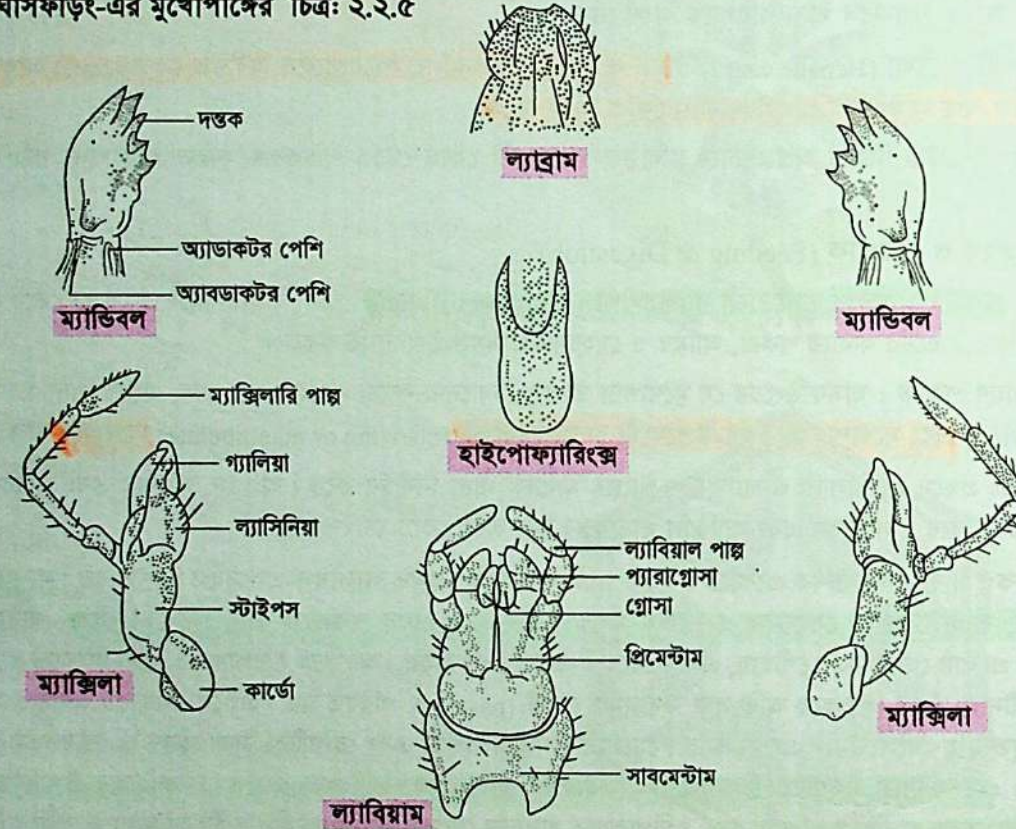 ঘাসফড়িং-এর মুখোপাঙ্গের চিত্র: ২.২.৫
ল্যাব্রাম
দন্তক
অ্যাডাকটর পেশি
অ্যাবডাকটর পেশি
ম্যান্ডিবল
ম্যান্ডিবল
হাইপোফ্যারিংক্স
ম্যাক্সিলারি পাল্প
গ্যালিয়া
ল্যাসিনিয়া
স্টাইপস
কার্ডো
ম্যাক্সিলা
ল্যাবিয়াল পাল্প
প্যারাগ্লোসা
গ্লোসা
প্রিমেন্টাম
সাবমেন্টাম
ল্যাবিয়াম
ম্যাক্সিলা